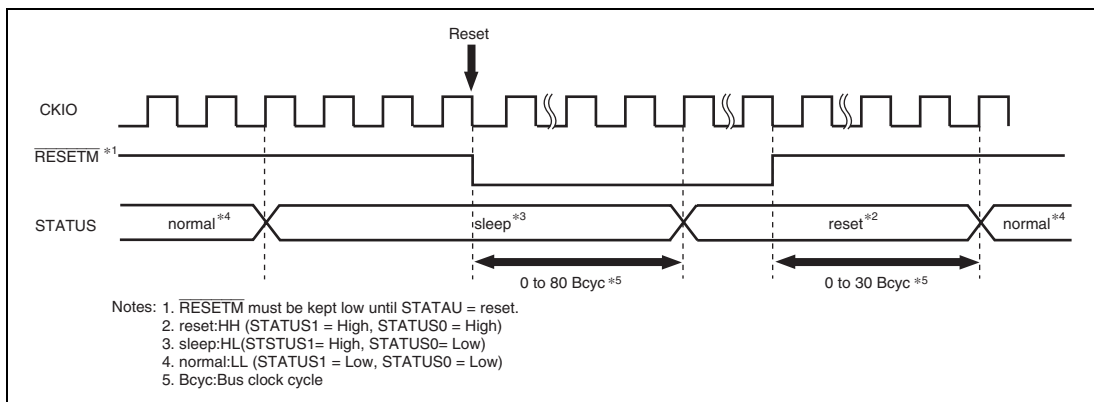 Reset
CKIO
RESETM *1
STATUS
normal*4 sleep*3 reset*2 normal*4
0 to 80 Bcyc *5 0 to 30 Bcyc *5
Notes: 1. RESETM must be kept low until STATAU = reset.
2. reset:HH (STATUS1 = High, STATUS0 = High)
3. sleep:HL(STSTUS1= High, STATUS0= Low)
4. normal:LL (STATUS1 = Low, STATUS0 = Low)
5. Bcyc:Bus clock cycle